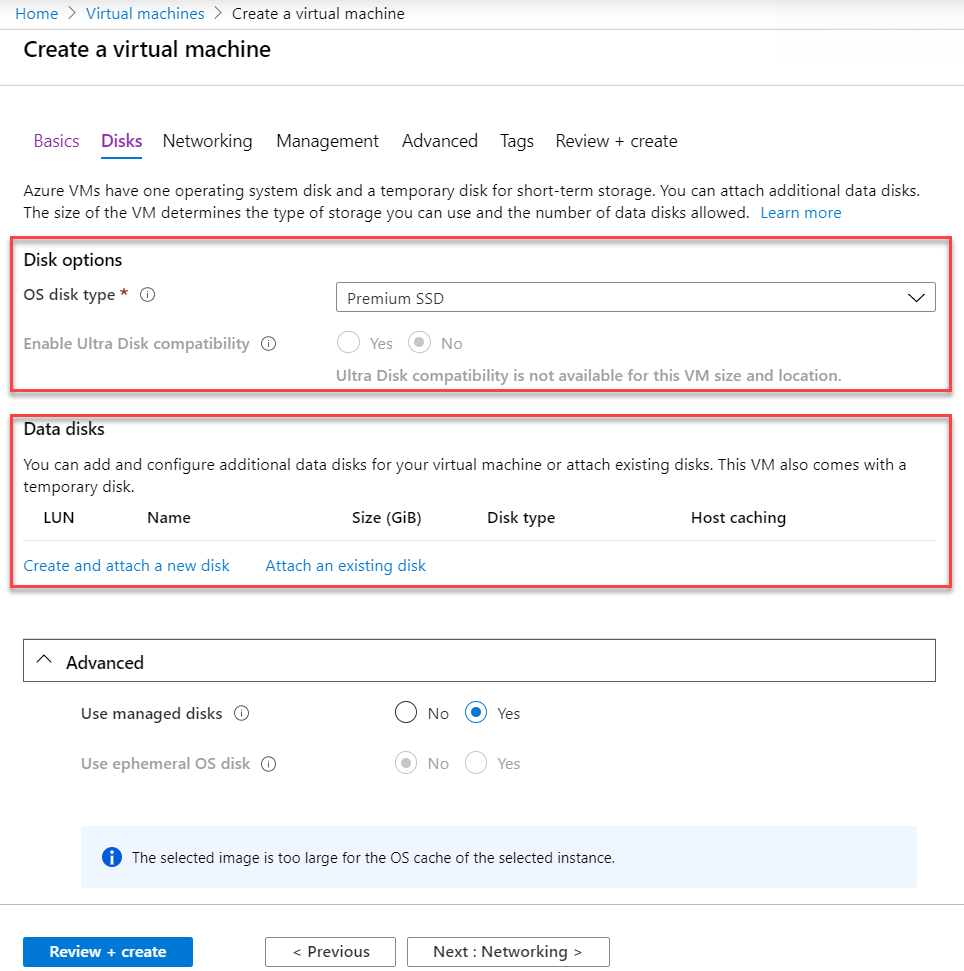 Home > Virtual machines > Create a virtual machine
Create a virtual machine
Basics Disks Networking Management Advanced Tags Review + create
Azure VMs have one operating system disk and a temporary disk for short-term storage. You can attach additional data disks.
The size of the VM determines the type of storage you can use and the number of data disks allowed. Learn more
Disk options
OS disk type * Premium SSD
Enable Ultra Disk compatibility Yes No
Ultra Disk compatibility is not available for this VM size and location.
Data disks
You can add and configure additional data disks for your virtual machine or attach existing disks. This VM also comes with a
temporary disk.
LUN Name Size (GiB) Disk type Host caching
Create and attach a new disk Attach an existing disk
Advanced
Use managed disks No Yes
Use ephemeral OS disk No Yes
The selected image is too large for the OS cache of the selected instance.
Review + create < Previous Next : Networking >